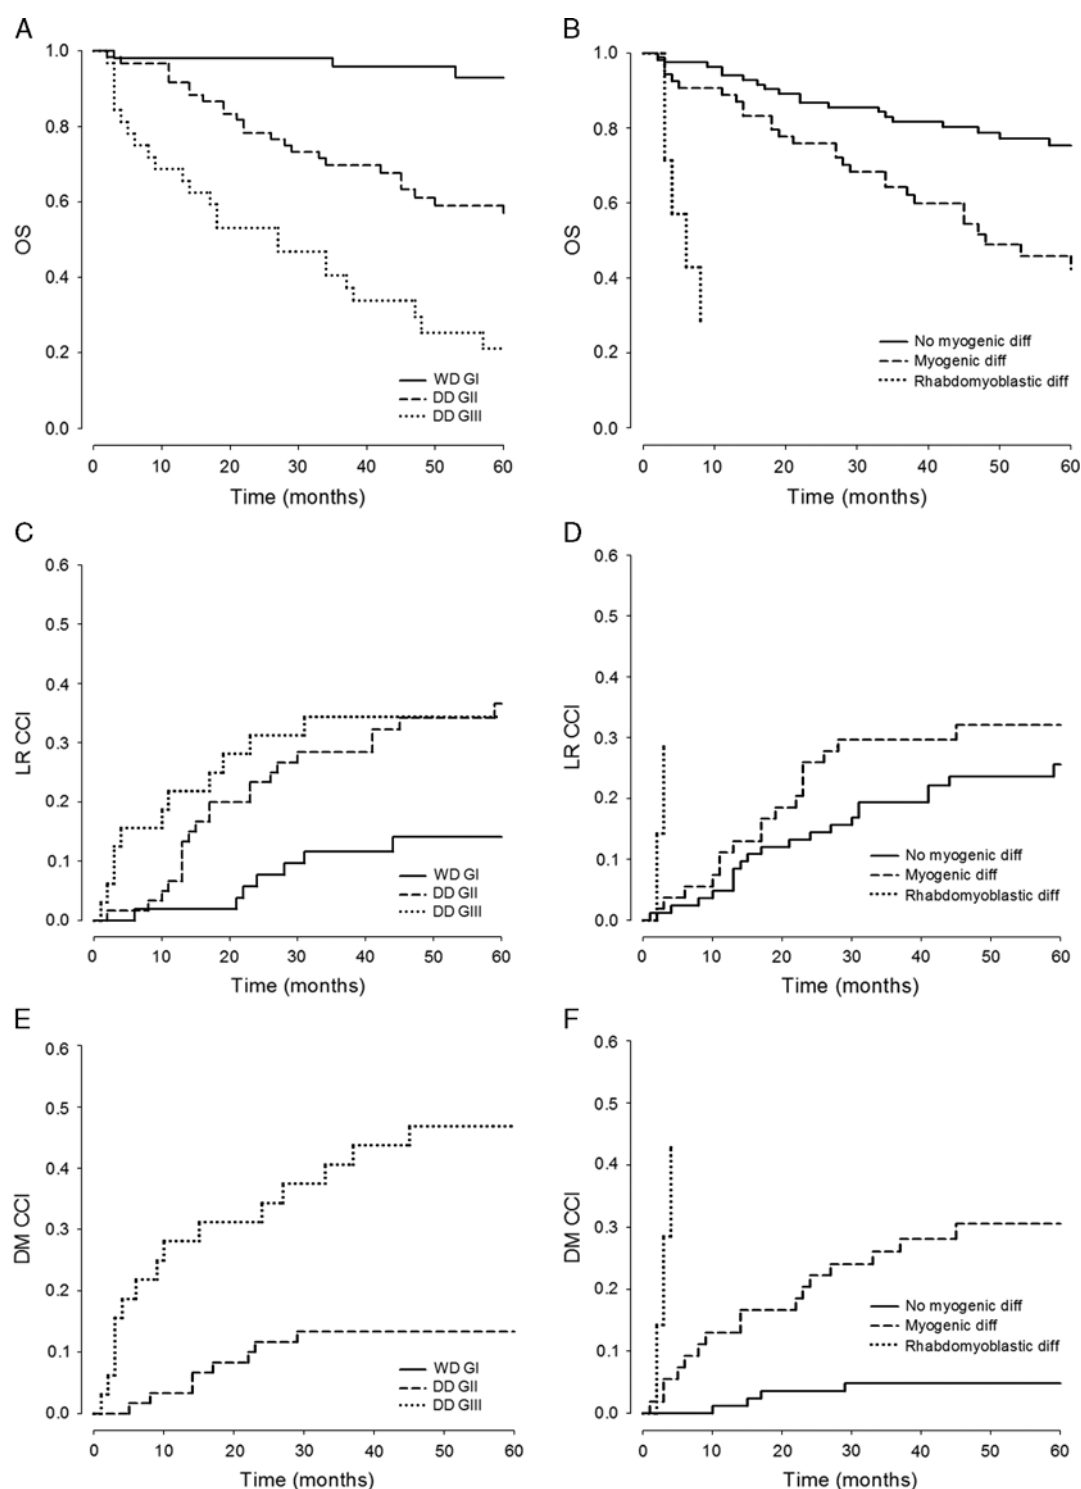 A
1.0
0.8
0.6
0.4
0.2
0.0
OS
WD GI
DD GII
DD GIII
0 10 20 30 40 50 60
Time (months)
B
1.0
0.8
0.6
0.4
0.2
0.0
OS
No myogenic diff
Myogenic diff
Rhabdomyoblastic diff
0 10 20 30 40 50 60
Time (months)
C
0.6
0.5
0.4
0.3
0.2
0.1
0.0
LR CCI
WD GI
DD GII
DD GIII
0 10 20 30 40 50 60
Time (months)
D
0.6
0.5
0.4
0.3
0.2
0.1
0.0
LR CCI
No myogenic diff
Myogenic diff
Rhabdomyoblastic diff
0 10 20 30 40 50 60
Time (months)
E
0.6
0.5
0.4
0.3
0.2
0.1
0.0
DM CCI
WD GI
DD GII
DD GIII
0 10 20 30 40 50 60
Time (months)
F
0.6
0.5
0.4
0.3
0.2
0.1
0.0
DM CCI
No myogenic diff
Myogenic diff
Rhabdomyoblastic diff
0 10 20 30 40 50 60
Time (months)